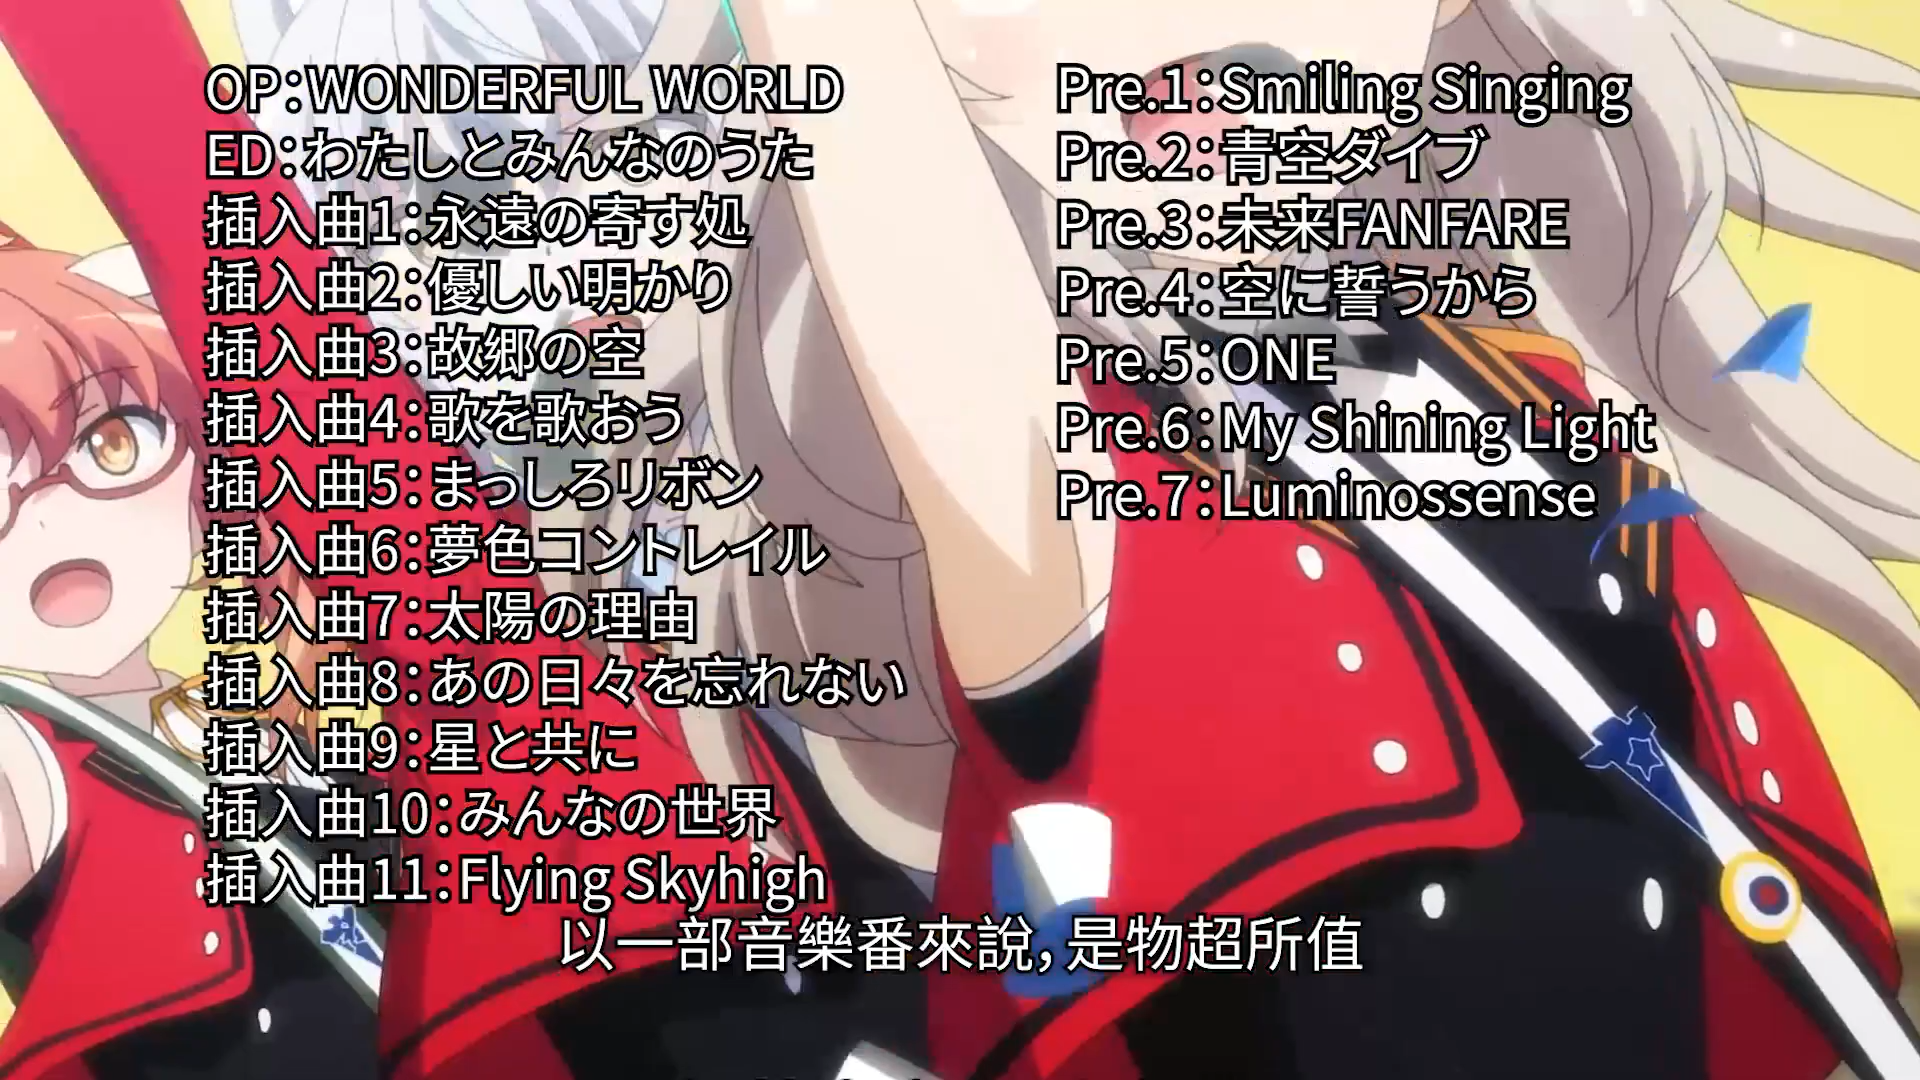 OP：WONDERFUL WORLD
ED：わたしとみんなのうた
插入曲1：永遠の寄す処
插入曲2：優しい明かり
插入曲3：故郷の空
插入曲4：歌を歌おう
插入曲5：まっしろリボン
插入曲6：夢色コントレイル
插入曲7：太陽の理由
插入曲8：あの日々を忘れない
插入曲9：星と共に
插入曲10：みんなの世界
插入曲11：Flying Skyhigh
Pre.1：Smiling Singing
Pre.2：青空ダイブ
Pre.3：未来FANFARE
Pre.4：空に誓うから
Pre.5：ONE
Pre.6：My Shining Light
Pre.7：Luminossense
以一部音樂番來說，是物超所值